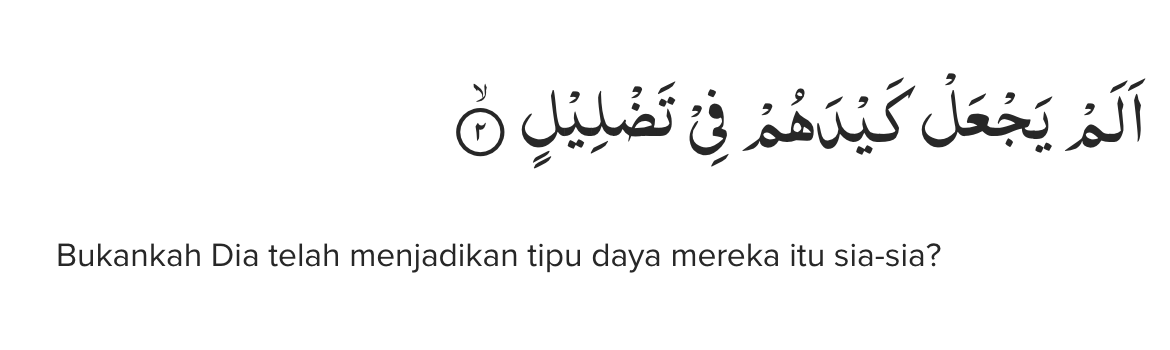 اَلَمْ يَجْعَلْ كَيْدَهُمْ فِيْ تَضْلِيْلٍۙ ۝٢
Bukankah Dia telah menjadikan tipu daya mereka itu sia-sia?